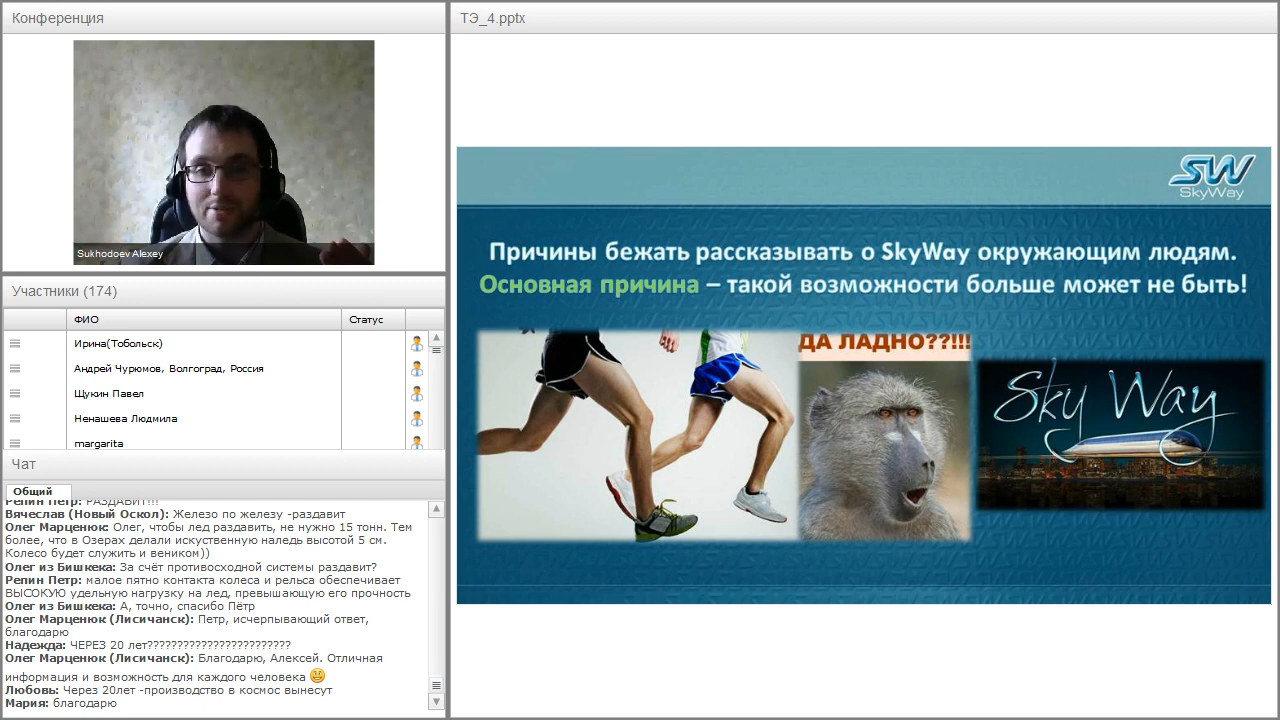 Конференция
Sukhodoev Alexey
Участники (174)
ФИО
Статус
Ирина(Тобольск)
Андрей Чурюмов, Волгоград, Россия
Щукин Павел
Ненашева Людмила
margarita
Чат
Общий
Репин Петр: РАЗДАВИТ!!!
Вячеслав (Новый Оскол): Железо по железу -раздавит
Олег Марценюк: Олег, чтобы лед раздавить, не нужно 15 тонн. Тем
более, что в Озерах делали искуственную наледь высотой 5 см.
Колесо будет служить и веником))
Олег из Бишкека: За счёт противосходной системы раздавит?
Репин Петр: малое пятно контакта колеса и рельса обеспечивает
ВЫСОКУЮ удельную нагрузку на лед, превышающую его прочность
Олег из Бишкека: А, точно, спасибо Пётр
Олег Марценюк (Лисичанск): Петр, исчерпывающий ответ,
благодарю
Надежда: ЧЕРЕЗ 20 лет????????????????????????
Олег Марценюк (Лисичанск): Благодарю, Алексей. Отличная
информация и возможность для каждого человека
Любовь: Через 20лет -производство в космос вынесут
Мария: благодарю
ТЭ_4.pptx
SW
SkyWay
Причины бежать рассказывать о SkyWay окружающим людям.
Основная причина – такой возможности больше может не быть!
ДА ЛАДНО??!!!
Sky Way